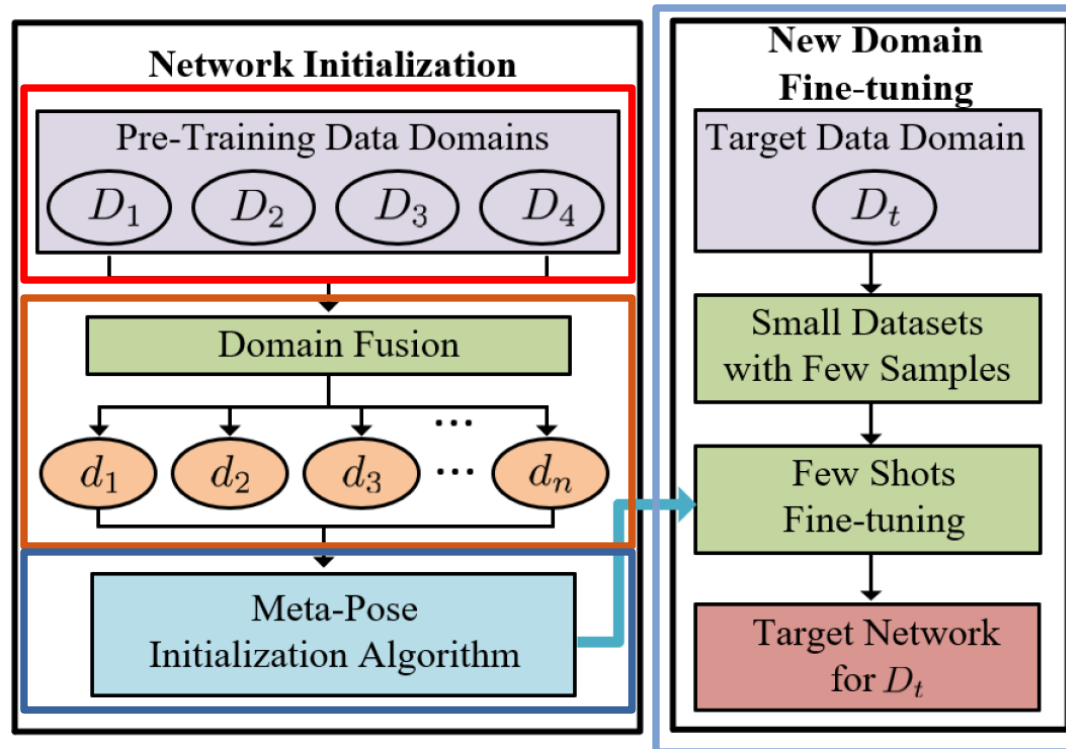 Network Initialization
Pre-Training Data Domains
D₁ D₂ D₃ D₄
Domain Fusion
d₁ d₂ d₃ ⋯ dₙ
⋯
Meta-Pose
Initialization Algorithm
New Domain
Fine-tuning
Target Data Domain
Dₜ
Small Datasets
with Few Samples
Few Shots
Fine-tuning
Target Network
for Dₜ